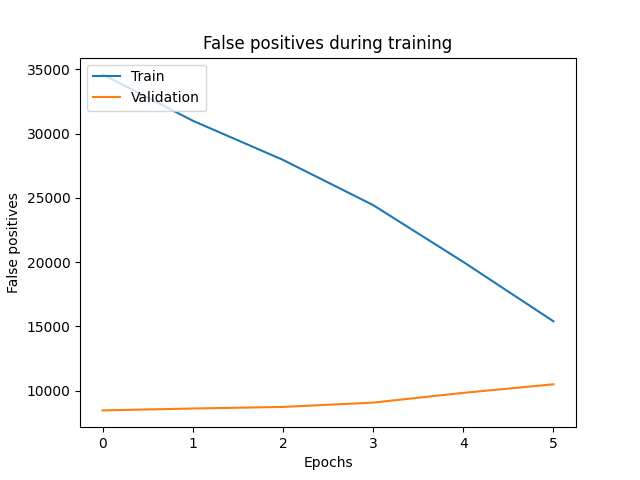 False positives during training
Train
Validation
False positives
35000
30000
25000
20000
15000
10000
0 1 2 3 4 5
Epochs